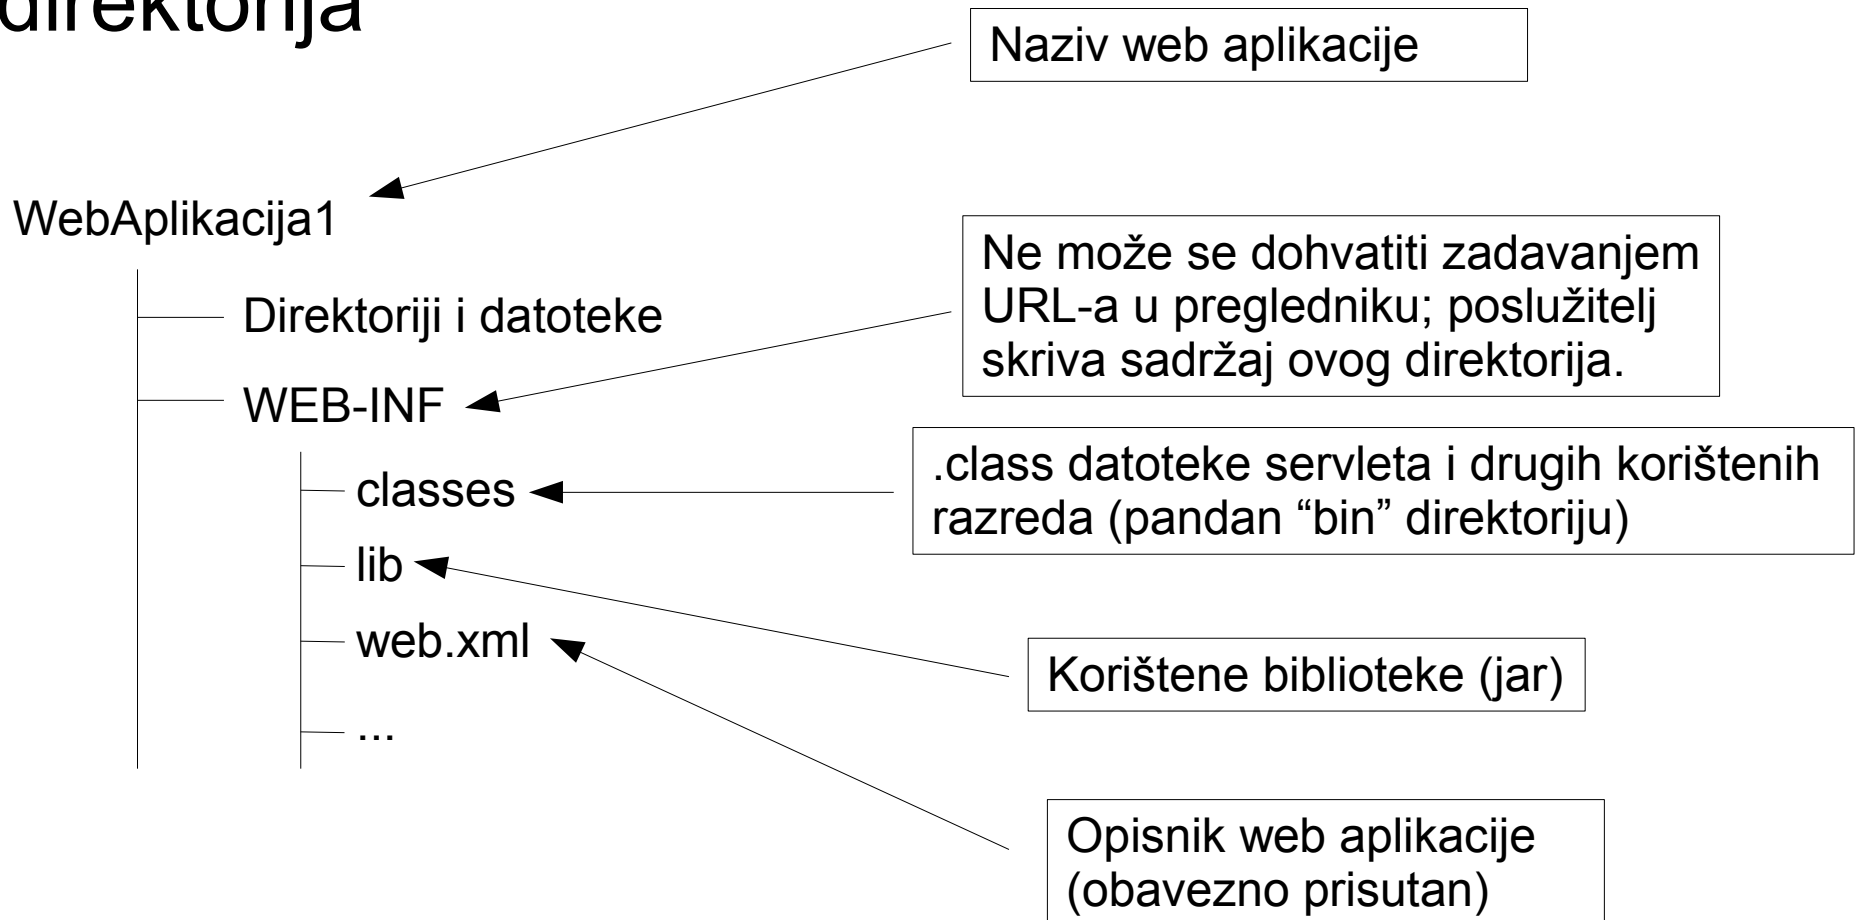 direktorija
Naziv web aplikacije
WebAplikacija1
Ne može se dohvatiti zadavanjem
URL-a u pregledniku; poslužitelj
skriva sadržaj ovog direktorija.
Direktoriji i datoteke
WEB-INF
.class datoteke servleta i drugih korištenih
razreda (pandan “bin” direktoriju)
classes
lib
web.xml
Korištene biblioteke (jar)
...
Opisnik web aplikacije
(obavezno prisutan)